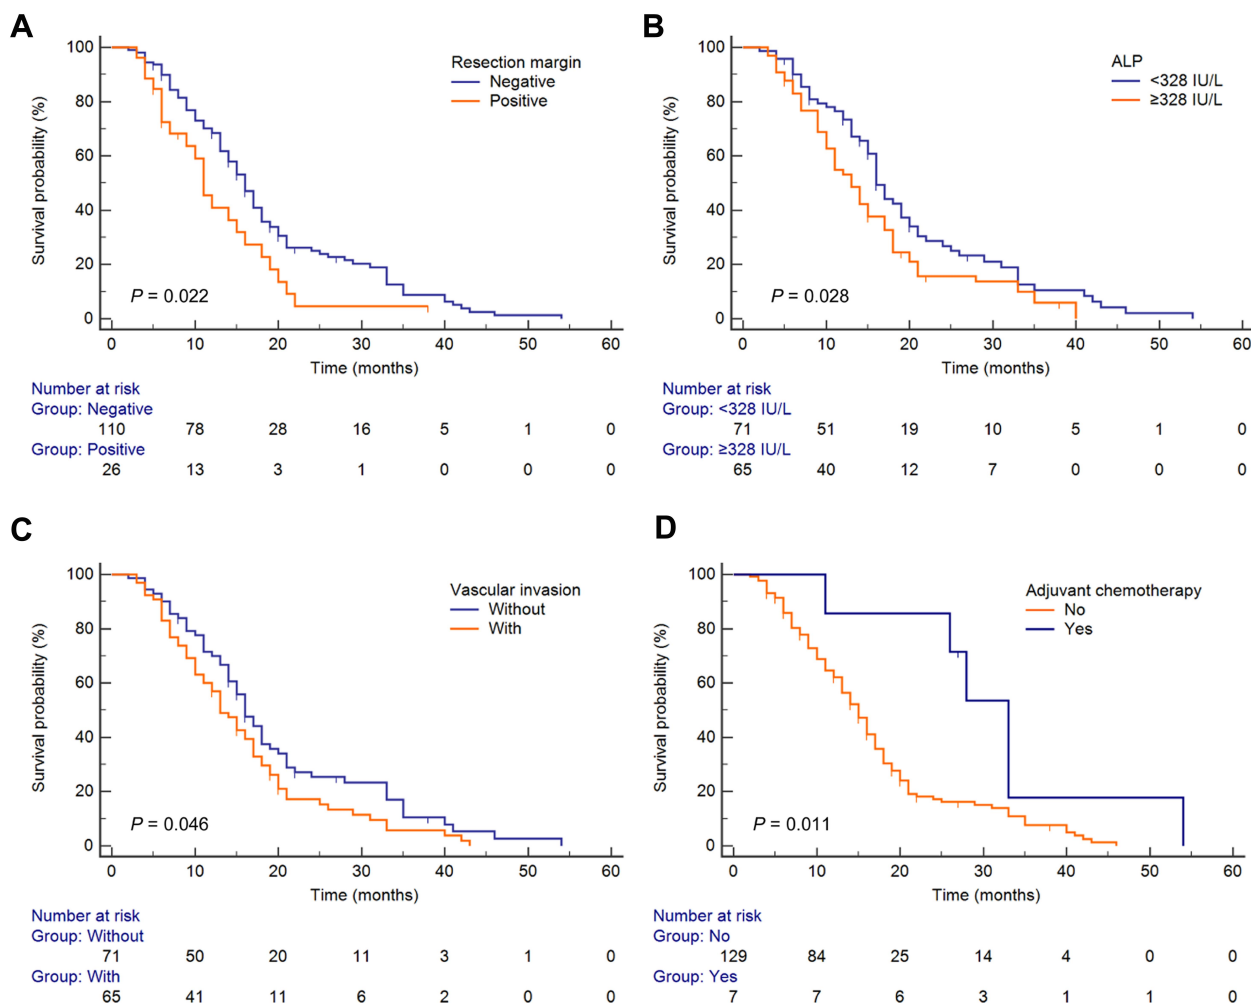 A
Resection margin
Negative
Positive
Survival probability (%)
100
80
60
40
20
0
P = 0.022
0 10 20 30 40 50 60
Time (months)
Number at risk
Group: Negative
110 78 28 16 5 1 0
Group: Positive
26 13 3 1 0 0 0
B
ALP
<328 IU/L
≥328 IU/L
Survival probability (%)
100
80
60
40
20
0
P = 0.028
0 10 20 30 40 50 60
Time (months)
Number at risk
Group: <328 IU/L
71 51 19 10 5 1 0
Group: ≥328 IU/L
65 40 12 7 0 0 0
C
Vascular invasion
Without
With
Survival probability (%)
100
80
60
40
20
0
P = 0.046
0 10 20 30 40 50 60
Time (months)
Number at risk
Group: Without
71 50 20 11 3 1 0
Group: With
65 41 11 6 2 0 0
D
Adjuvant chemotherapy
No
Yes
Survival probability (%)
100
80
60
40
20
0
P = 0.011
0 10 20 30 40 50 60
Time (months)
Number at risk
Group: No
129 84 25 14 4 0 0
Group: Yes
7 7 6 3 1 1 0